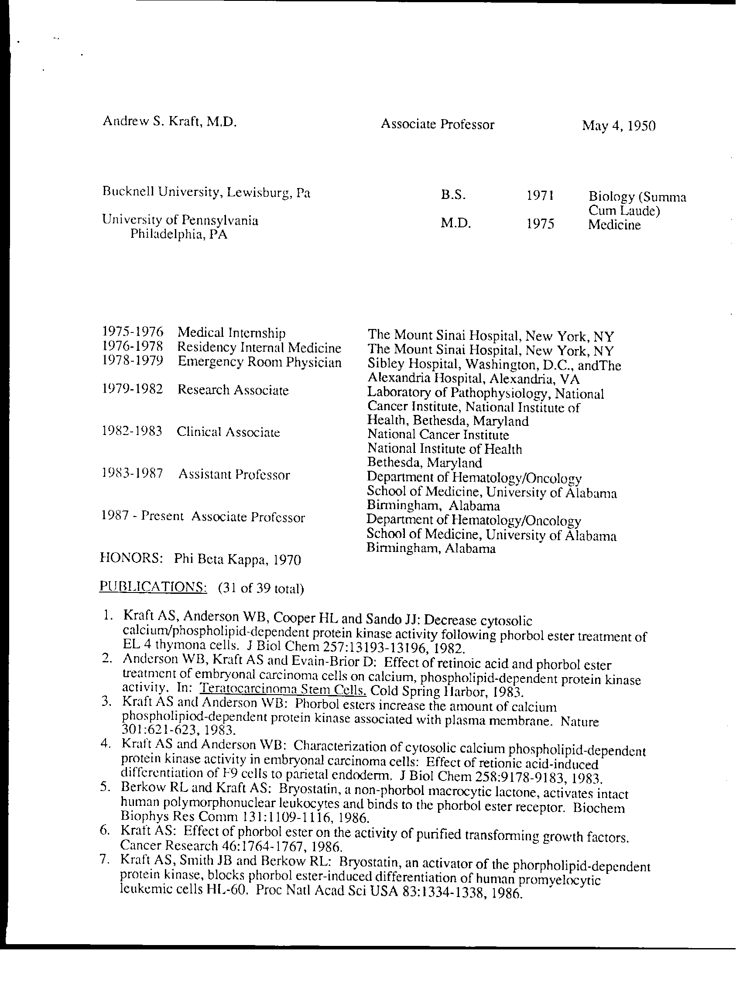 Andrew S. Kraft, M.D. Associate Professor May 4, 1950
Bucknell University, Lewisburg, Pa B.S. 1971 Biology (Summa
Cum Laude)
University of Pennsylvania M.D. 1975 Medicine
Philadelphia, PA
1975-1976 Medical Internship The Mount Sinai Hospital, New York, NY
1976-1978 Residency Internal Medicine The Mount Sinai Hospital, New York, NY
1978-1979 Emergency Room Physician Sibley Hospital, Washington, D.C., andThe
Alexandria Hospital, Alexandria, VA
1979-1982 Research Associate Laboratory of Pathophysiology, National
Cancer Institute, National Institute of
Health, Bethesda, Maryland
1982-1983 Clinical Associate National Cancer Institute
National Institute of Health
Bethesda, Maryland
1983-1987 Assistant Professor Department of Hematology/Oncology
School of Medicine, University of Alabama
Birmingham, Alabama
1987 - Present Associate Professor Department of Hematology/Oncology
School of Medicine, University of Alabama
Birmingham, Alabama
HONORS: Phi Beta Kappa, 1970
PUBLICATIONS: (31 of 39 total)
1. Kraft AS, Anderson WB, Cooper HL and Sando JJ: Decrease cytosolic
calcium/phospholipid-dependent protein kinase activity following phorbol ester treatment of
EL 4 thymona cells. J Biol Chem 257:13193-13196, 1982.
2. Anderson WB, Kraft AS and Evain-Brior D: Effect of retinoic acid and phorbol ester
treatment of embryonal carcinoma cells on calcium, phospholipid-dependent protein kinase
activity. In: Teratocarcinoma Stem Cells, Cold Spring Harbor, 1983.
3. Kraft AS and Anderson WB: Phorbol esters increase the amount of calcium
phospholipiod-dependent protein kinase associated with plasma membrane. Nature
301:621-623, 1983.
4. Kraft AS and Anderson WB: Characterization of cytosolic calcium phospholipid-dependent
protein kinase activity in embryonal carcinoma cells: Effect of retionic acid-induced
differentiation of F9 cells to parietal endoderm. J Biol Chem 258:9178-9183, 1983.
5. Berkow RL and Kraft AS: Bryostatin, a non-phorbol macrocytic lactone, activates intact
human polymorphonuclear leukocytes and binds to the phorbol ester receptor. Biochem
Biophys Res Comm 131:1109-1116, 1986.
6. Kraft AS: Effect of phorbol ester on the activity of purified transforming growth factors.
Cancer Research 46:1764-1767, 1986.
7. Kraft AS, Smith JB and Berkow RL: Bryostatin, an activator of the phorpholipid-dependent
protein kinase, blocks phorbol ester-induced differentiation of human promyelocytic
leukemic cells HL-60. Proc Natl Acad Sci USA 83:1334-1338, 1986.